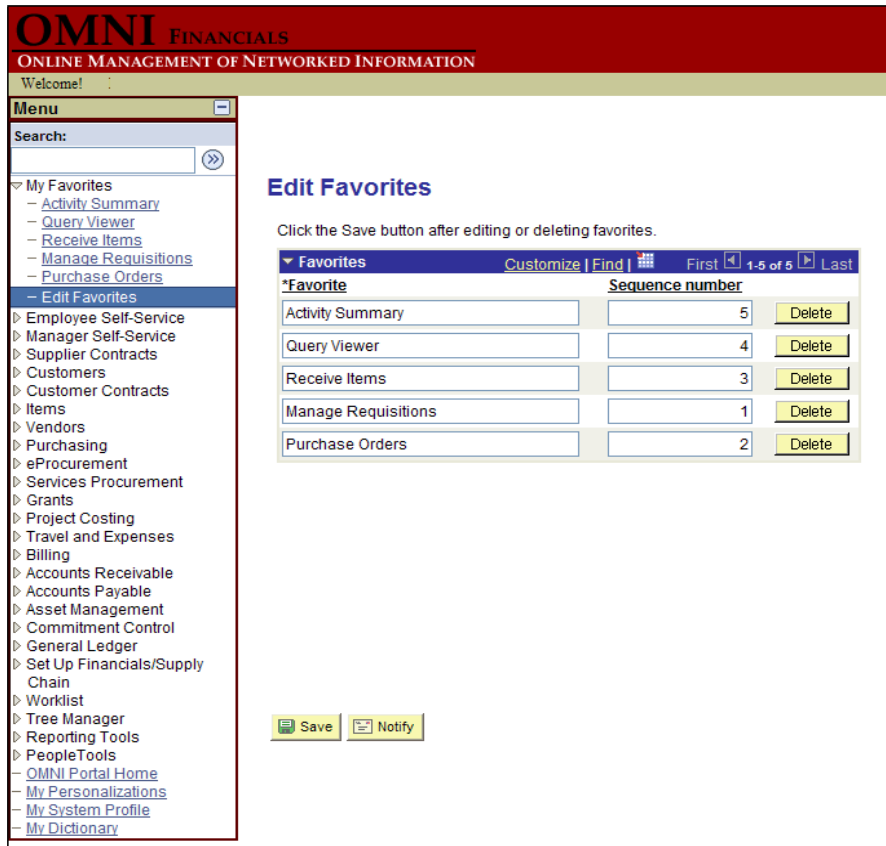 OMNI FINANCIALS
ONLINE MANAGEMENT OF NETWORKED INFORMATION
Welcome!
Menu
Search:
My Favorites
Activity Summary
Query Viewer
Receive Items
Manage Requisitions
Purchase Orders
Edit Favorites
Employee Self-Service
Manager Self-Service
Supplier Contracts
Customers
Customer Contracts
Items
Vendors
Purchasing
eProcurement
Services Procurement
Grants
Project Costing
Travel and Expenses
Billing
Accounts Receivable
Accounts Payable
Asset Management
Commitment Control
General Ledger
Set Up Financials/Supply
Chain
Worklist
Tree Manager
Reporting Tools
PeopleTools
OMNI Portal Home
My Personalizations
My System Profile
My Dictionary
Edit Favorites
Click the Save button after editing or deleting favorites.
Favorites Customize | Find | First 1-5 of 5 Last
*Favorite Sequence number
Activity Summary 5 Delete
Query Viewer 4 Delete
Receive Items 3 Delete
Manage Requisitions 1 Delete
Purchase Orders 2 Delete
Save Notify